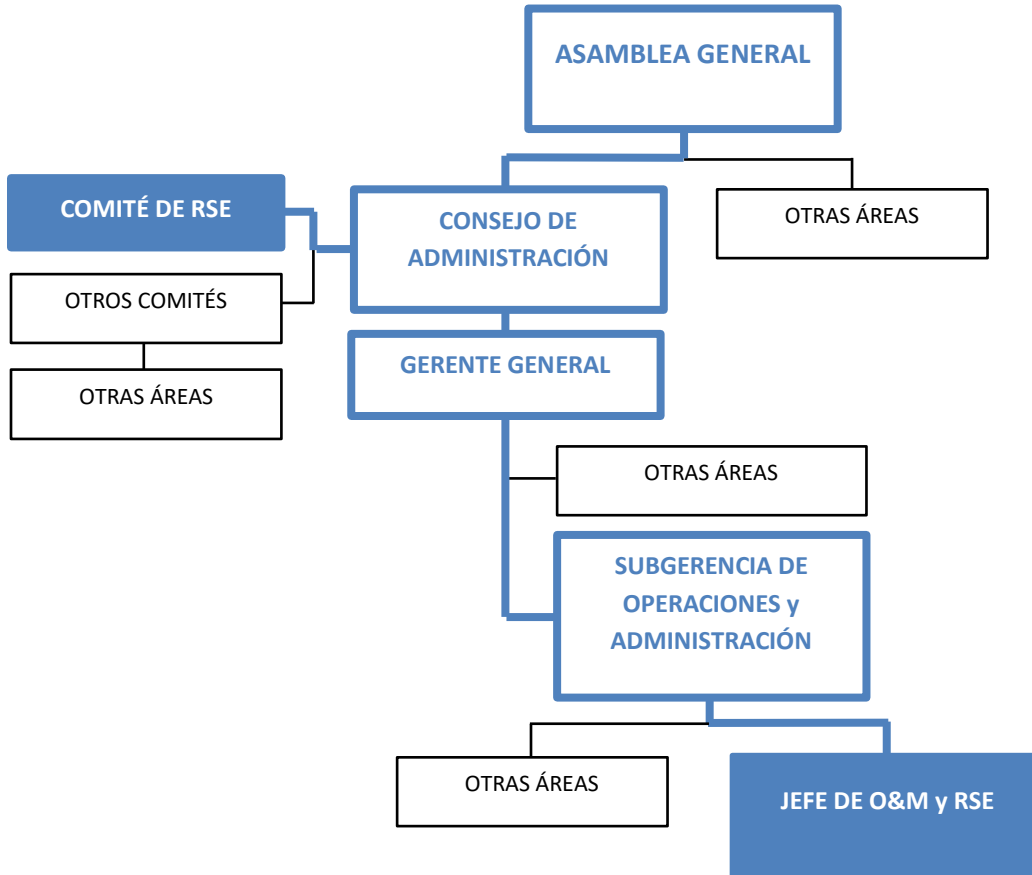 ASAMBLEA GENERAL
COMITÉ DE RSE
CONSEJO DE
ADMINISTRACIÓN
OTRAS ÁREAS
OTROS COMITÉS
GERENTE GENERAL
OTRAS ÁREAS
OTRAS ÁREAS
SUBGERENCIA DE
OPERACIONES y
ADMINISTRACIÓN
OTRAS ÁREAS
JEFE DE O&M y RSE